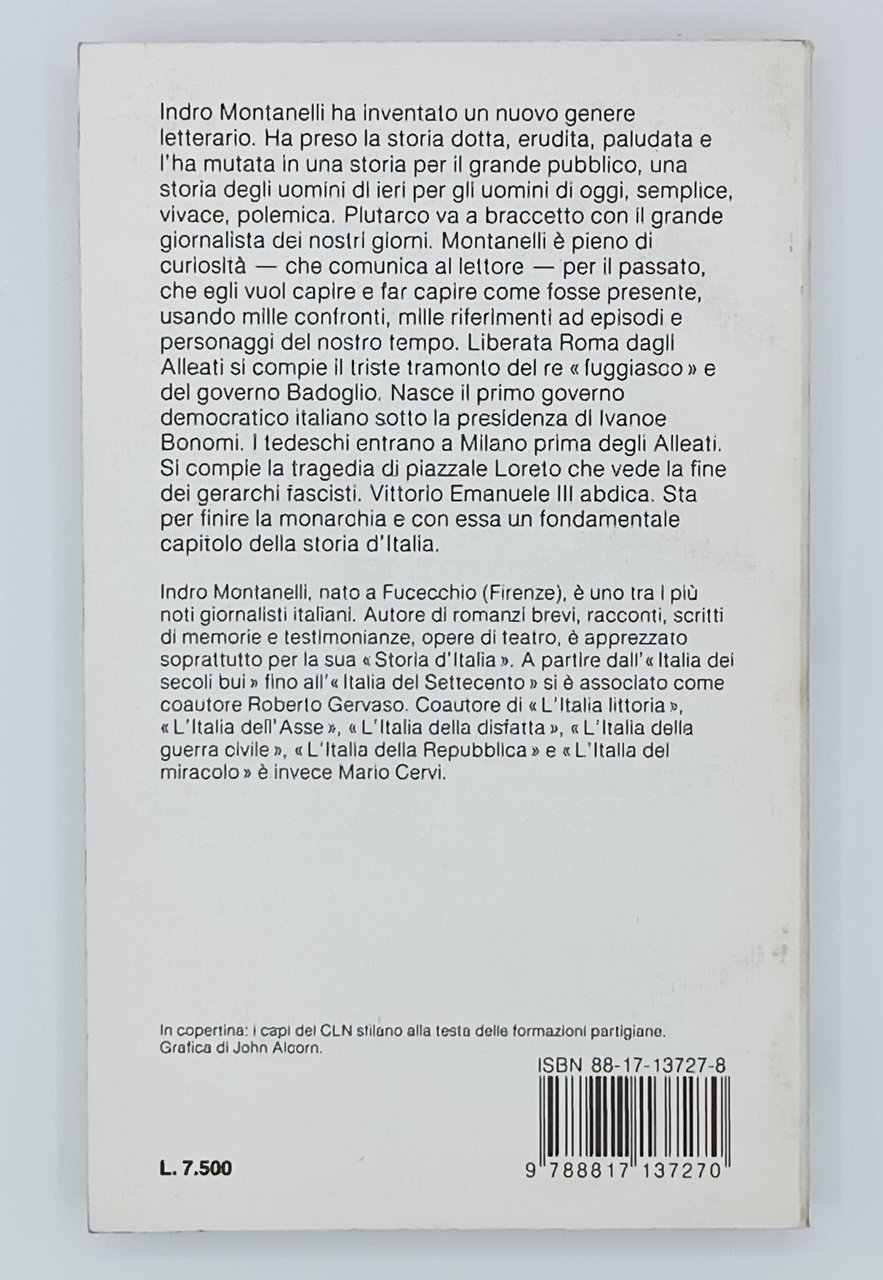 Indro Montanelli ha inventato un nuovo genere
letterario. Ha preso la storia dotta, erudita, paludata e
l'ha mutata in una storia per il grande pubblico, una
storia degli uomini di ieri per gli uomini di oggi, semplice,
vivace, polemica. Plutarco va a braccetto con il grande
giornalista dei nostri giorni. Montanelli è pieno di
curiosità — che comunica al lettore — per il passato,
che egli vuol capire e far capire come fosse presente,
usando mille confronti, mille riferimenti ad episodi e
personaggi del nostro tempo. Liberata Roma dagli
Alleati si compie il triste tramonto del re « fuggiasco » e
del governo Badoglio. Nasce il primo governo
democratico italiano sotto la presidenza di Ivanoe
Bonomi. I tedeschi entrano a Milano prima degli Alleati.
Si compie la tragedia di piazzale Loreto che vede la fine
dei gerarchi fascisti. Vittorio Emanuele III abdica. Sta
per finire la monarchia e con essa un fondamentale
capitolo della storia d'Italia.
Indro Montanelli, nato a Fucecchio (Firenze), è uno tra i più
noti giornalisti italiani. Autore di romanzi brevi, racconti, scritti
di memorie e testimonianze, opere di teatro, è apprezzato
soprattutto per la sua « Storia d'Italia ». A partire dall'« Italia dei
secoli bui » fino all'« Italia del Settecento » si è associato come
coautore Roberto Gervaso. Coautore di « L'Italia littoria »,
« L'Italia dell'Asse », « L'Italia della disfatta », « L'Italia della
guerra civile », « L'Italia della Repubblica » e « L'Italia del
miracolo » è invece Mario Cervi.
In copertina: i capi del CLN sfilano alla testa delle formazioni partigiane.
Grafica di John Alcorn.
ISBN 88-17-13727-8
L. 7.500
9 788817 137270